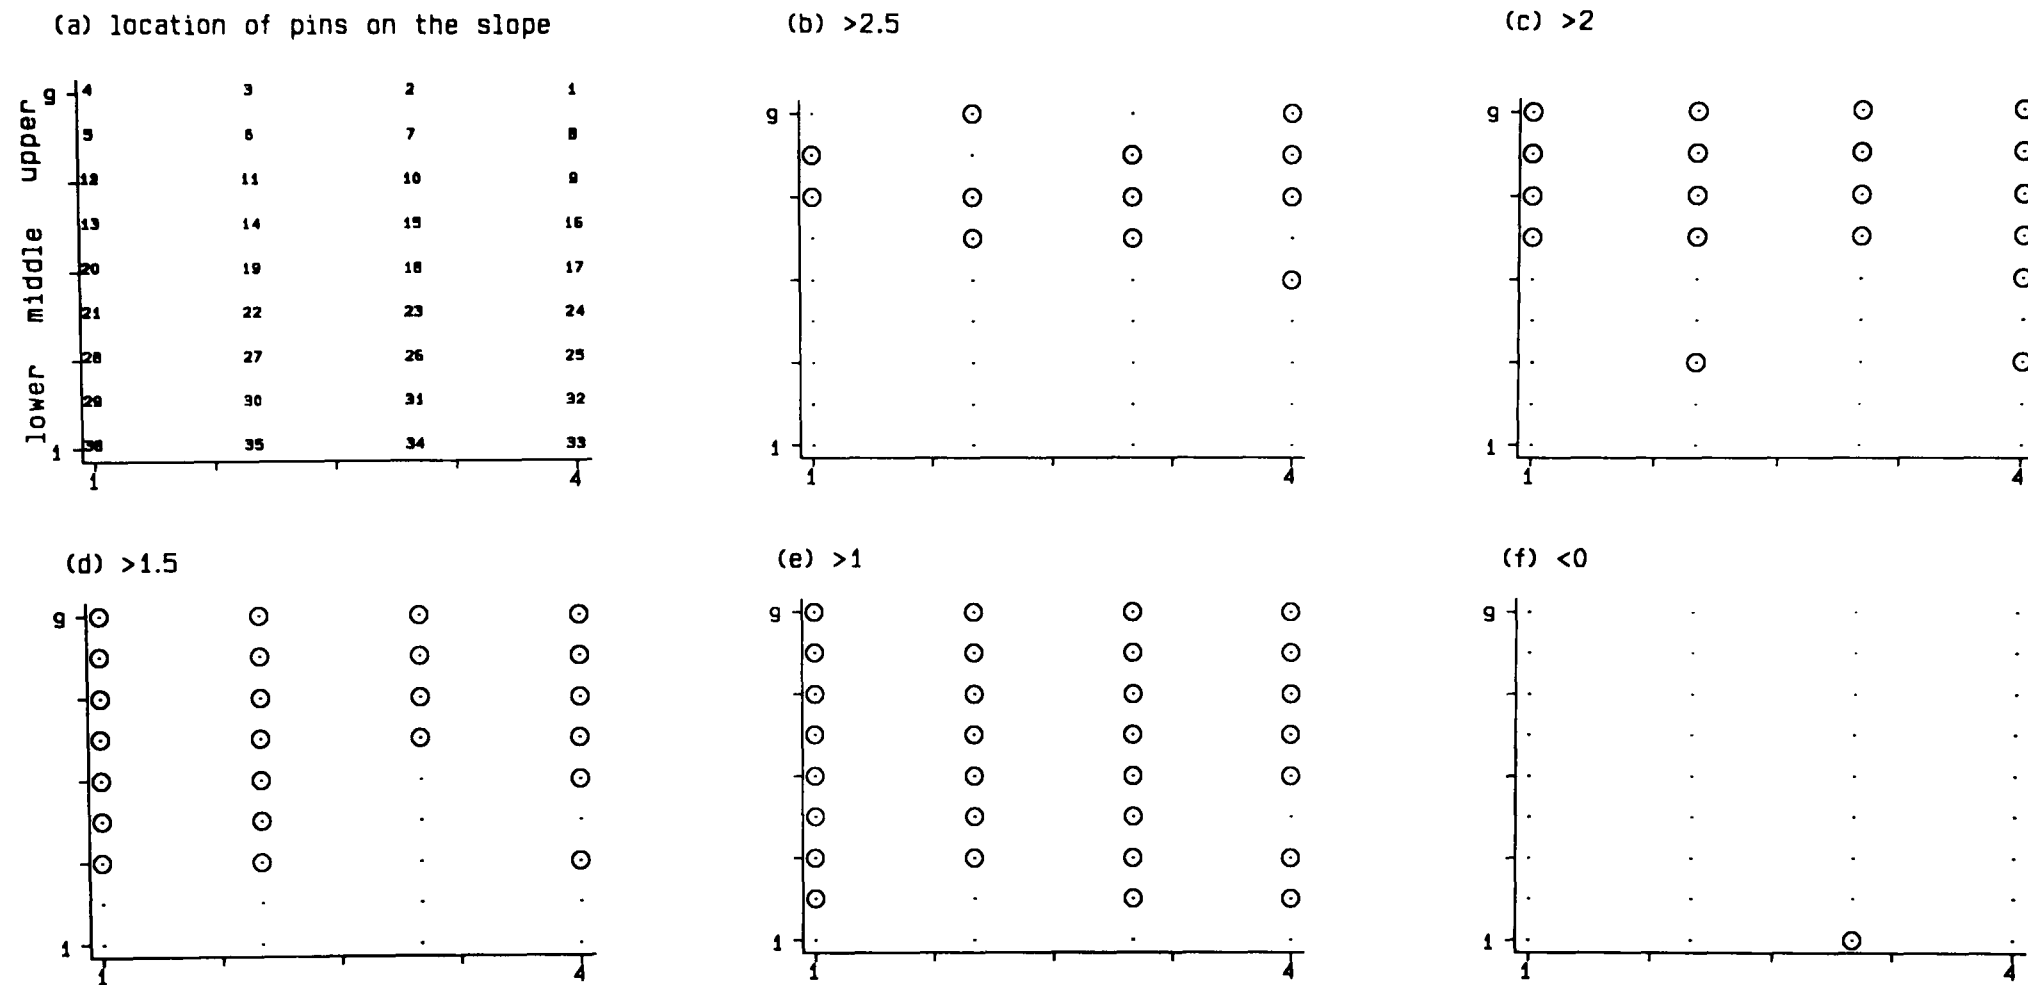 (a) location of pins on the slope
(b) >2.5
(c) >2
9 4 3 2 1
5 6 7 8
12 11 10 9
13 14 15 16
20 19 18 17
21 22 23 24
28 27 26 25
29 30 31 32
1 36 35 34 33
1 4
upper
middle
lower
9
1
1 4
9
1
1 4
(d) >1.5
(e) >1
(f) <0
9
1
1 4
9
1
1 4
9
1
1 4